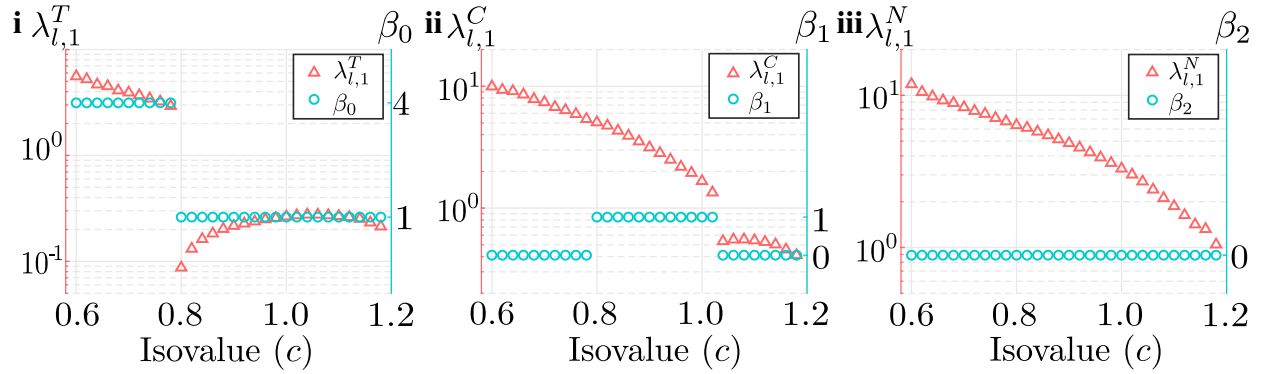 i λ^T_{l,1} β_0
λ^T_{l,1}
β_0
4
10^0
1
10^{-1}
0.6 0.8 1.0 1.2
Isovalue (c)
ii λ^C_{l,1} β_1
10^1
λ^C_{l,1}
β_1
10^0
1
0
0.6 0.8 1.0 1.2
Isovalue (c)
iii λ^N_{l,1} β_2
10^1
λ^N_{l,1}
β_2
10^0
0
0.6 0.8 1.0 1.2
Isovalue (c)